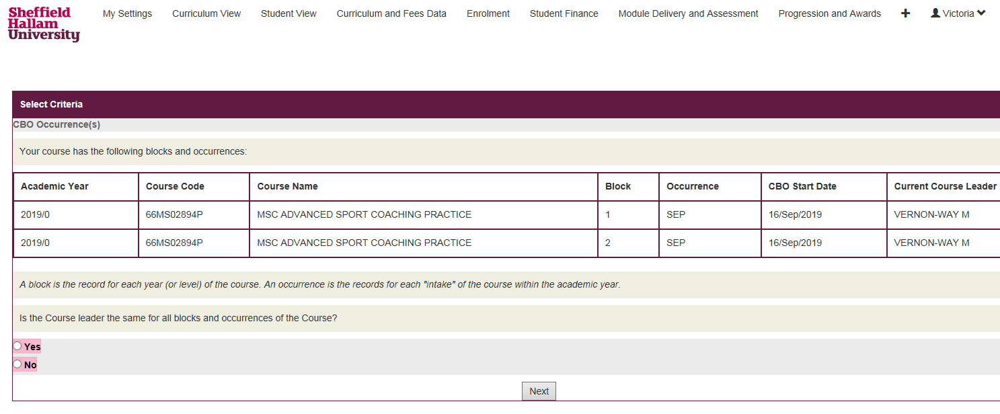 Sheffield
Hallam
University
My Settings Curriculum View Student View Curriculum and Fees Data Enrolment Student Finance Module Delivery and Assessment Progression and Awards Victoria
Select Criteria
CBO Occurrence(s)
Your course has the following blocks and occurrences:
Academic Year Course Code Course Name Block Occurrence CBO Start Date Current Course Leader
2019/0 66MS02894P MSC ADVANCED SPORT COACHING PRACTICE 1 SEP 16/Sep/2019 VERNON-WAY M
2019/0 66MS02894P MSC ADVANCED SPORT COACHING PRACTICE 2 SEP 16/Sep/2019 VERNON-WAY M
A block is the record for each year (or level) of the course. An occurrence is the records for each "intake" of the course within the academic year.
Is the Course leader the same for all blocks and occurrences of the Course?
Yes
No
Next